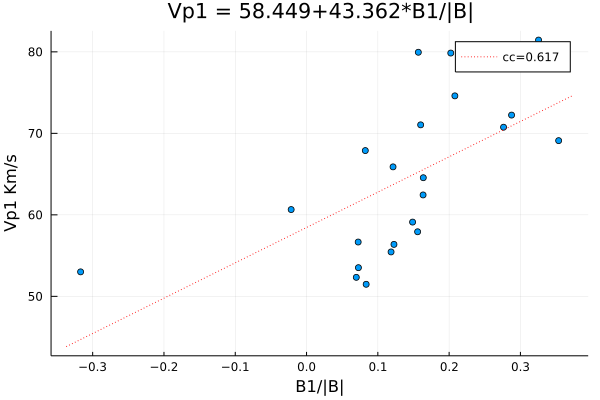 Vp1 = 58.449+43.362*B1/|B|
cc=0.617
Vp1 Km/s
80
70
60
50
−0.3 −0.2 −0.1 0.0 0.1 0.2 0.3
B1/|B|